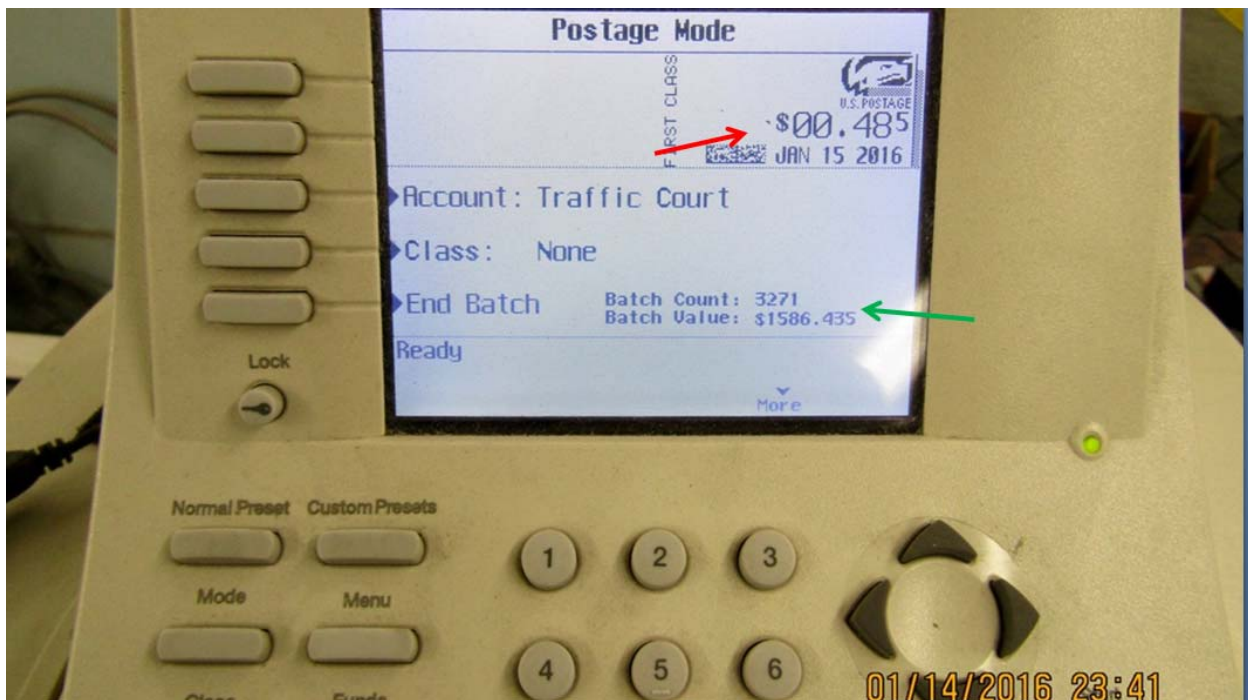 Postage Mode
FIRST CLASS
U.S. POSTAGE
$00.485
JAN 15 2016
Account: Traffic Court
Class: None
End Batch
Batch Count: 3271
Batch Value: $1586.435
Ready
More
Lock
Normal Preset Custom Presets
1 2 3
Mode Menu
4 5 6
Funds
01/14/2016 23:41